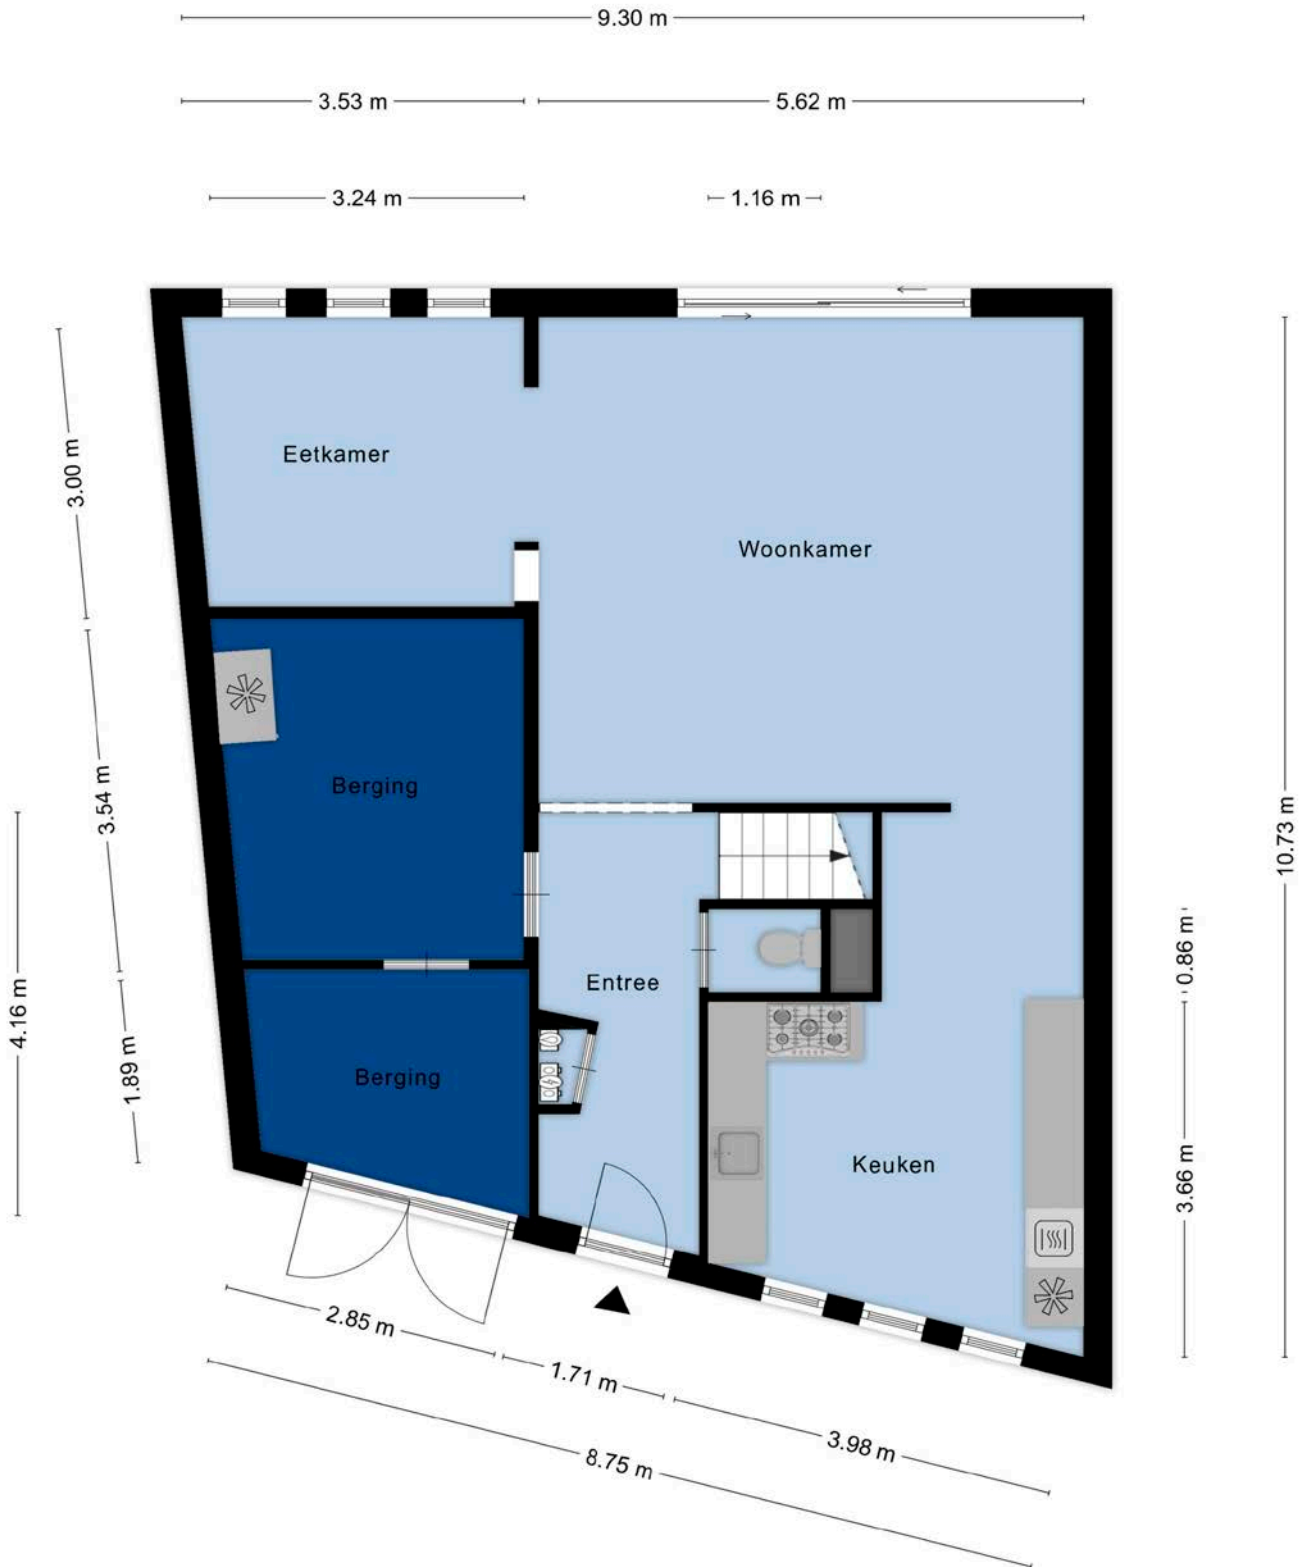 9.30 m
3.53 m
5.62 m
3.24 m
1.16 m
Eetkamer
3.00 m
Woonkamer
Berging
3.54 m
10.73 m
0.86 m
Entree
4.16 m
Berging
1.89 m
Keuken
3.66 m
2.85 m
1.71 m
3.98 m
8.75 m